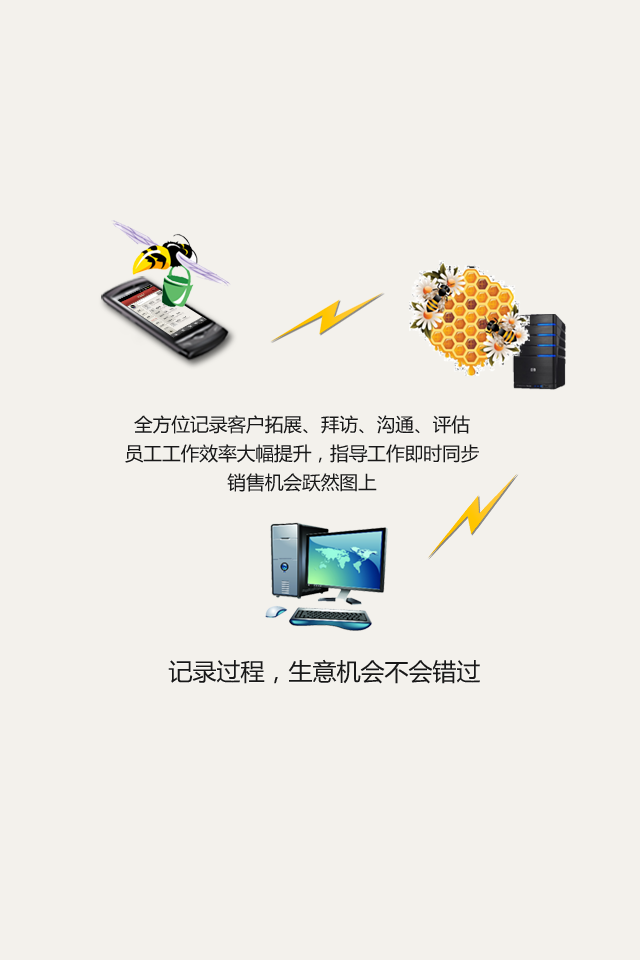 全方位记录客户拓展、拜访、沟通、评估
员工工作效率大幅提升，指导工作即时同步
销售机会跃然图上
记录过程，生意机会不会错过